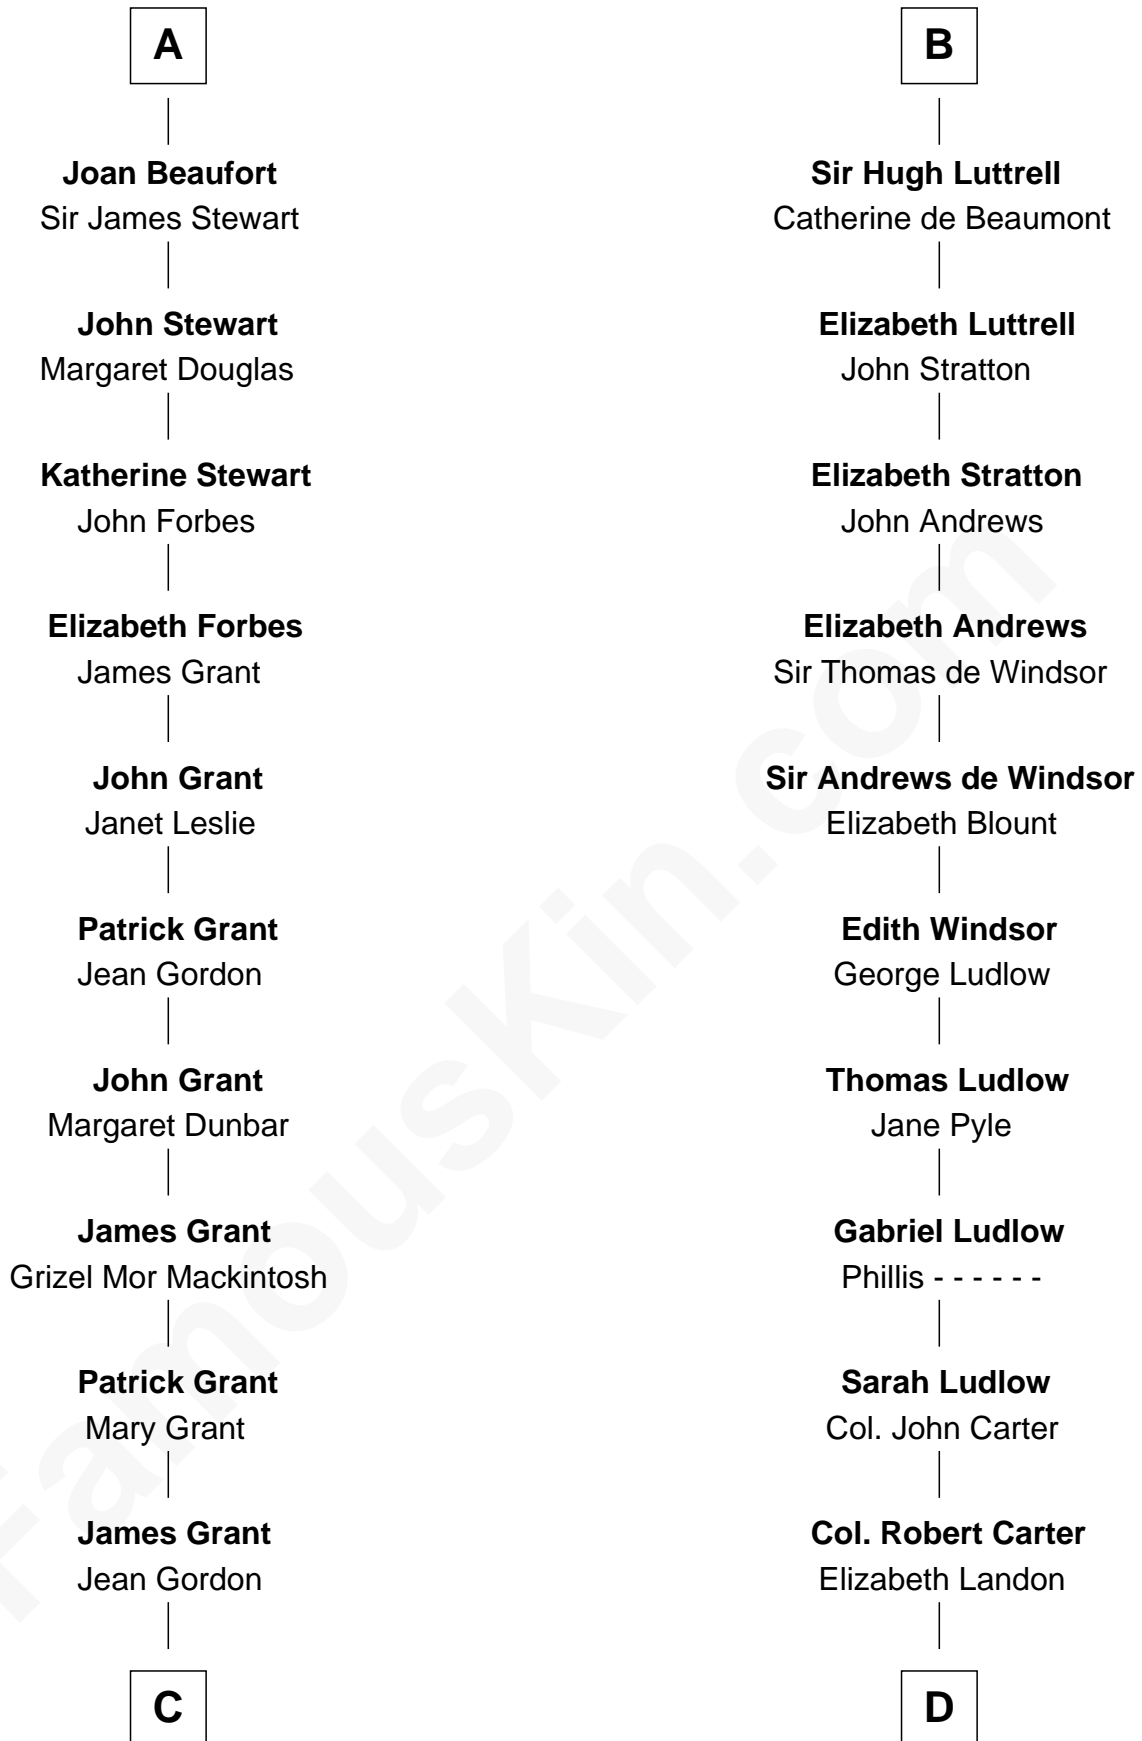 A
Joan Beaufort
Sir James Stewart
John Stewart
Margaret Douglas
Katherine Stewart
John Forbes
Elizabeth Forbes
James Grant
John Grant
Janet Leslie
Patrick Grant
Jean Gordon
John Grant
Margaret Dunbar
James Grant
Grizel Mor Mackintosh
Patrick Grant
Mary Grant
James Grant
Jean Gordon
C
B
Sir Hugh Luttrell
Catherine de Beaumont
Elizabeth Luttrell
John Stratton
Elizabeth Stratton
John Andrews
Elizabeth Andrews
Sir Thomas de Windsor
Sir Andrews de Windsor
Elizabeth Blount
Edith Windsor
George Ludlow
Thomas Ludlow
Jane Pyle
Gabriel Ludlow
Phillis - - - - - -
Sarah Ludlow
Col. John Carter
Col. Robert Carter
Elizabeth Landon
D
FamousKin.com